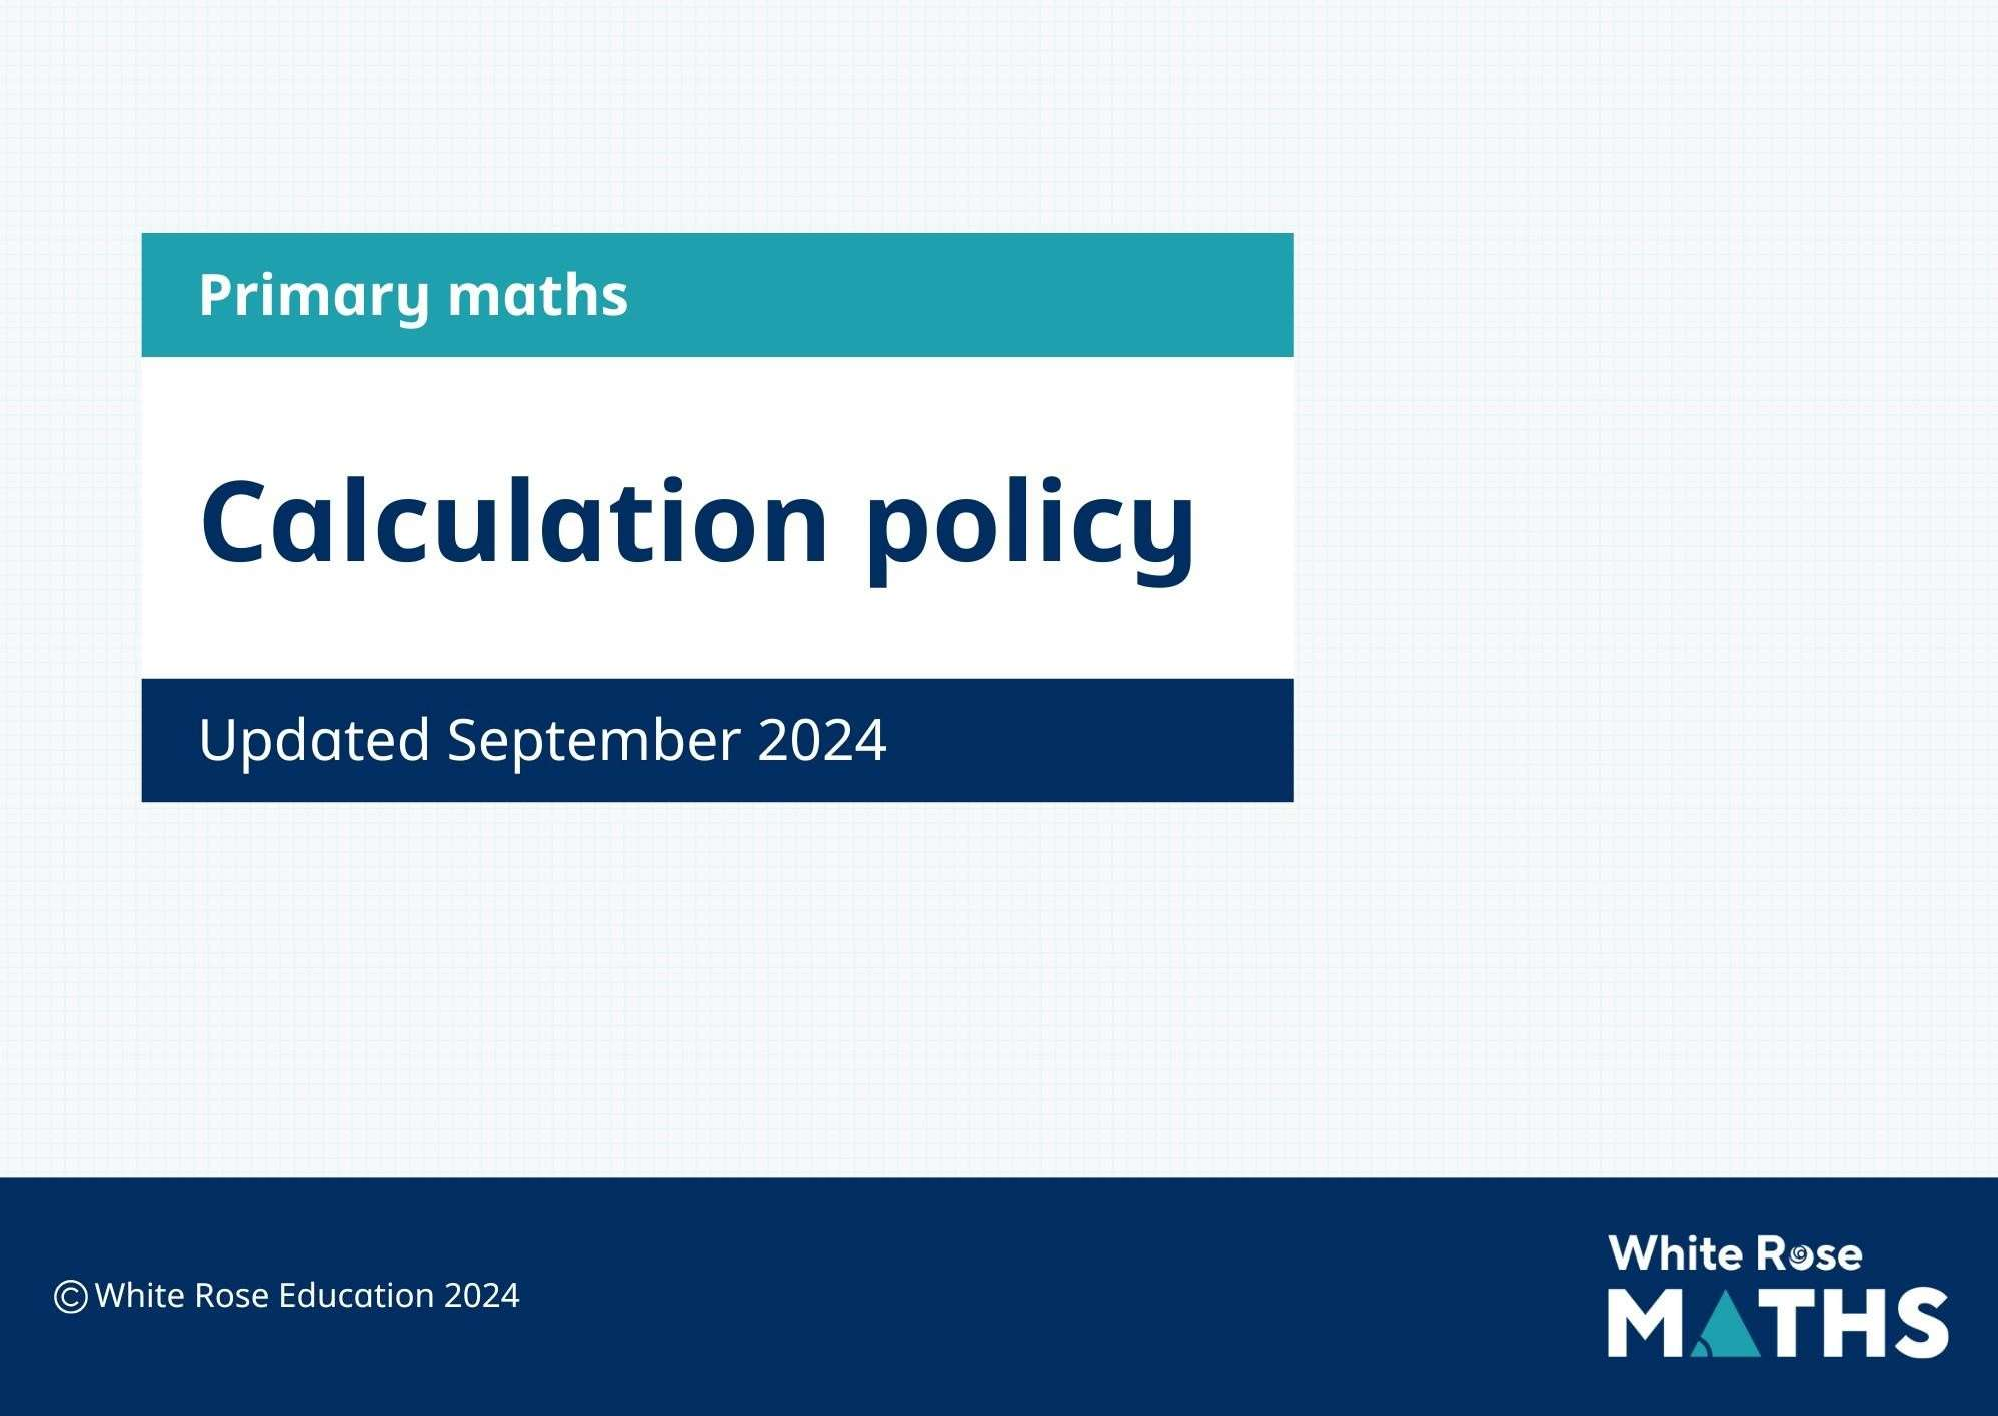 Primary maths
Calculation policy
Updated September 2024
© White Rose Education 2024
White Rose
MATHS